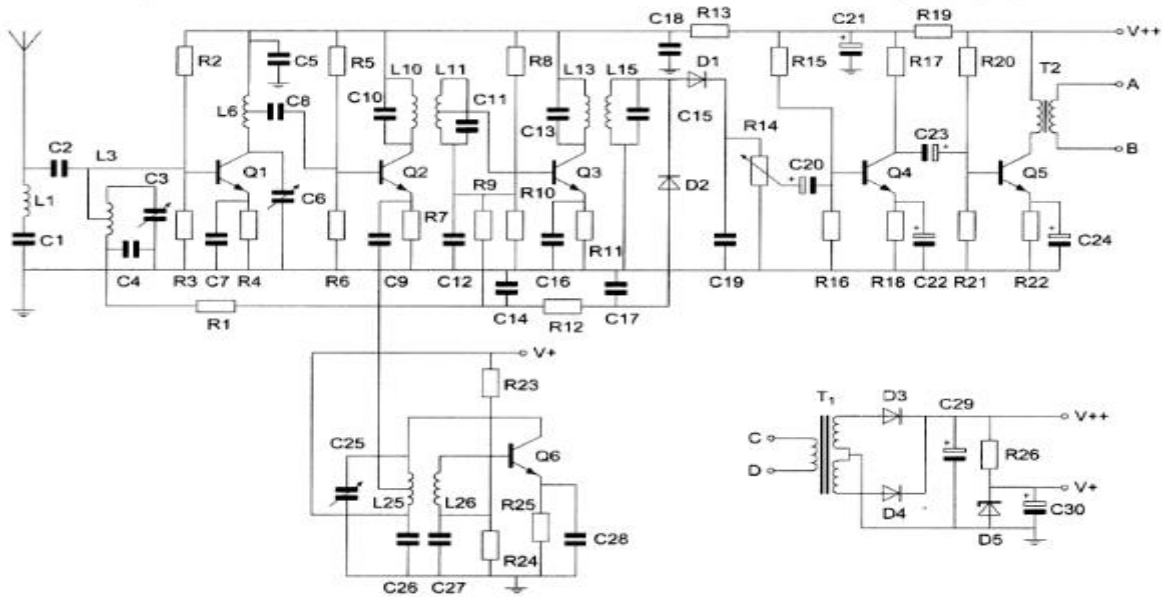 C18 R13 C21 R19
V++
R2 C5 R5 L10 L11 R8 L13 L15 D1 R15 R17 R20 T2
C8 C10 C11 C13 C15 A
L6 R14 C23
C2 L3 C20 B
C3 Q1 Q2 R9 Q3 Q4 Q5
L1 C6 R7 R10 D2
C1 R11 C24
C4 R3 C7 R4 R6 C9 C12 C16 C19 R16 R18 C22 R21 R22
R1 C14 R12 C17
V+
R23
T1 D3 C29
V++
C25 Q6 C
R26
D
L25 L26 R25 V+
D4 C30
R24 C28 D5
C26 C27
+
+
+
+
+
+
+